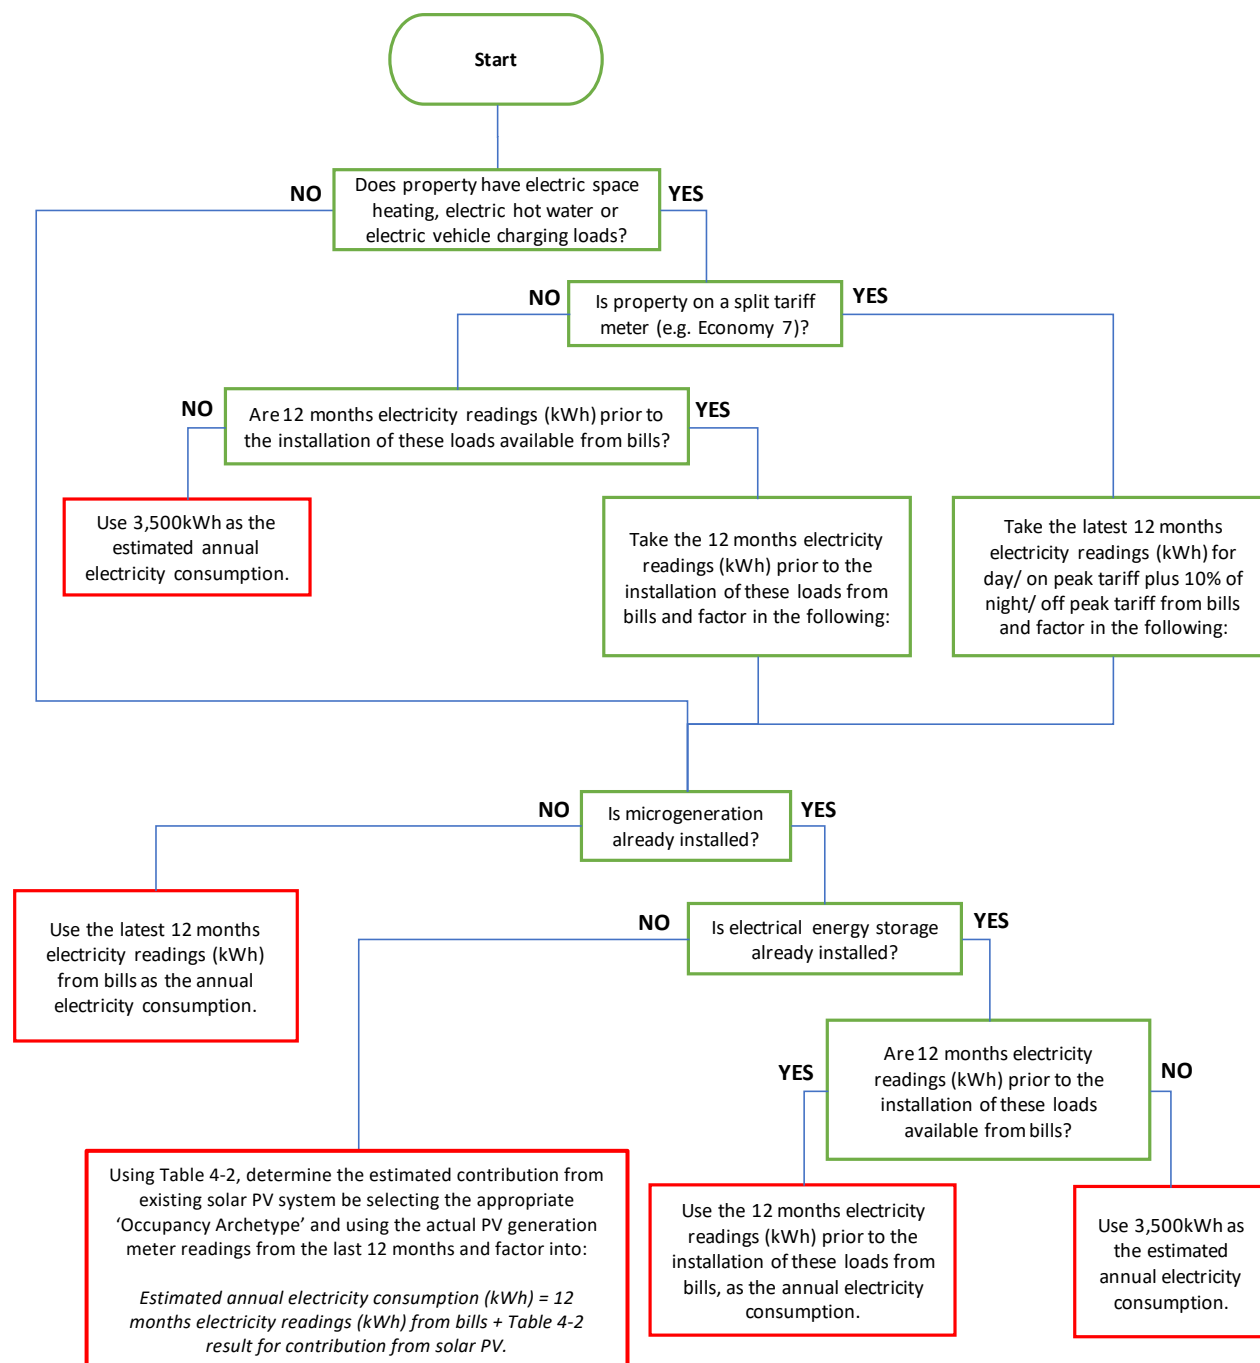 Start
NO
Does property have electric space
heating, electric hot water or
electric vehicle charging loads?
YES
NO
Is property on a split tariff
meter (e.g. Economy 7)?
YES
NO
Are 12 months electricity readings (kWh) prior to
the installation of these loads available from bills?
YES
Use 3,500kWh as the
estimated annual
electricity consumption.
Take the 12 months electricity
readings (kWh) prior to the
installation of these loads from
bills and factor in the following:
Take the latest 12 months
electricity readings (kWh) for
day/ on peak tariff plus 10% of
night/ off peak tariff from bills
and factor in the following:
NO
Is microgeneration
already installed?
YES
Use the latest 12 months
electricity readings (kWh)
from bills as the annual
electricity consumption.
NO
Is electrical energy storage
already installed?
YES
YES
Are 12 months electricity
readings (kWh) prior to the
installation of these loads
available from bills?
NO
Using Table 4-2, determine the estimated contribution from
existing solar PV system be selecting the appropriate
‘Occupancy Archetype’ and using the actual PV generation
meter readings from the last 12 months and factor into:
Estimated annual electricity consumption (kWh) = 12
months electricity readings (kWh) from bills + Table 4-2
result for contribution from solar PV.
Use the 12 months electricity
readings (kWh) prior to the
installation of these loads from
bills, as the annual electricity
consumption.
Use 3,500kWh as
the estimated
annual electricity
consumption.